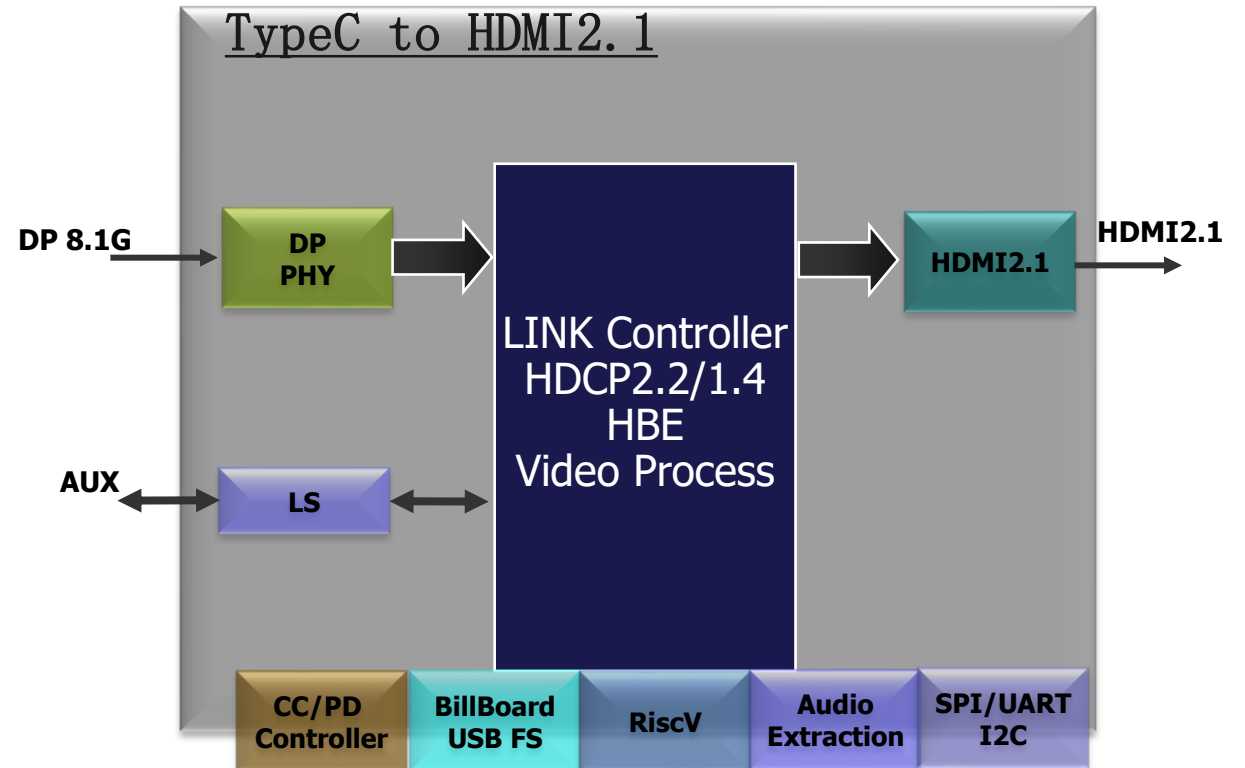 TypeC to HDMI2.1
DP 8.1G
DP
PHY
HDMI2.1
HDMI2.1
LINK Controller
HDCP2.2/1.4
HBE
Video Process
AUX
LS
CC/PD
Controller
BillBoard
USB FS
RiscV
Audio
Extraction
SPI/UART
I2C